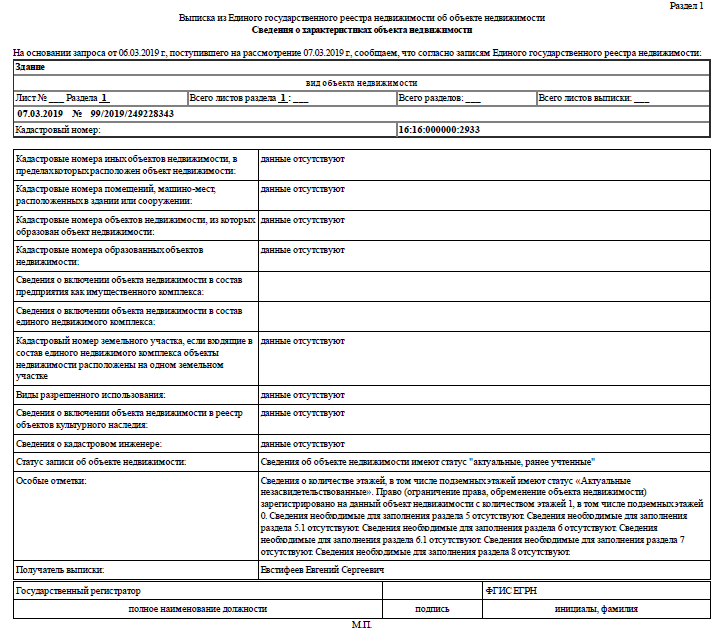 Раздел 1
Выписка из Единого государственного реестра недвижимости об объекте недвижимости
Сведения о характеристиках объекта недвижимости
На основании запроса от 06.03.2019 г., поступившего на рассмотрение 07.03.2019 г., сообщаем, что согласно записям Единого государственного реестра недвижимости:
Здание
вид объекта недвижимости
Лист № ___ Раздела 1 Всего листов раздела 1 : ___ Всего разделов: ___ Всего листов выписки: ___
07.03.2019 № 99/2019/249228343
Кадастровый номер: 16:16:000000:2933
Кадастровые номера иных объектов недвижимости, в данные отсутствуют
пределах которых расположен объект недвижимости:
Кадастровые номера помещений, машино-мест, данные отсутствуют
расположенных в здании или сооружении:
Кадастровые номера объектов недвижимости, из которых данные отсутствуют
образован объект недвижимости:
Кадастровые номера образованных объектов данные отсутствуют
недвижимости:
Сведения о включении объекта недвижимости в состав
предприятия как имущественного комплекса:
Сведения о включении объекта недвижимости в состав
единого недвижимого комплекса:
Кадастровый номер земельного участка, если входящие в данные отсутствуют
состав единого недвижимого комплекса объекты
недвижимости расположены на одном земельном
участке
Виды разрешенного использования: данные отсутствуют
Сведения о включении объекта недвижимости в реестр данные отсутствуют
объектов культурного наследия:
Сведения о кадастровом инженере: данные отсутствуют
Статус записи об объекте недвижимости: Сведения об объекте недвижимости имеют статус "актуальные, ранее учтенные"
Особые отметки: Сведения о количестве этажей, в том числе подземных этажей имеют статус «Актуальные
незасвидетельствованные». Право (ограничение права, обременение объекта недвижимости)
зарегистрировано на данный объект недвижимости с количеством этажей 1, в том числе подземных этажей
0. Сведения необходимые для заполнения раздела 5 отсутствуют. Сведения необходимые для заполнения
раздела 5.1 отсутствуют. Сведения необходимые для заполнения раздела 6 отсутствуют. Сведения
необходимые для заполнения раздела 6.1 отсутствуют. Сведения необходимые для заполнения раздела 7
отсутствуют. Сведения необходимые для заполнения раздела 8 отсутствуют.
Получатель выписки: Евстифеев Евгений Сергеевич
Государственный регистратор ФГИС ЕГРН
полное наименование должности подпись инициалы, фамилия
М.П.